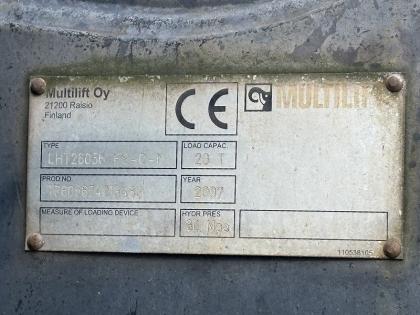 Multilift Oy
21200 Raisio
Finland
CE
MULTILIFT
TYPE
LOAD CAPAC.
20 T
PROD NO.
YEAR
2007
MEASURE OF LOADING DEVICE
HYDR PRES
110538105